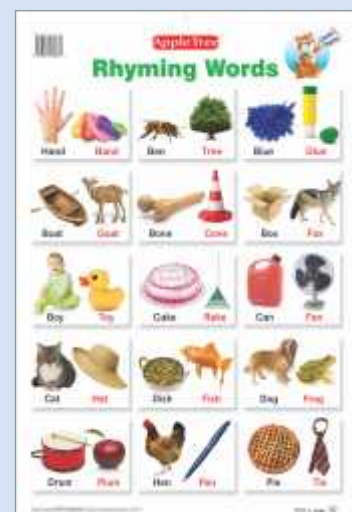 AppleTree
Rhyming Words
Hand Band
Bee Tree
Blue Glue
Boat Goat
Bone Cone
Box Fox
Boy Toy
Cake Rake
Can Fan
Cat Hat
Dish Fish
Dog Frog
Drum Plum
Hen Pen
Pie Tie